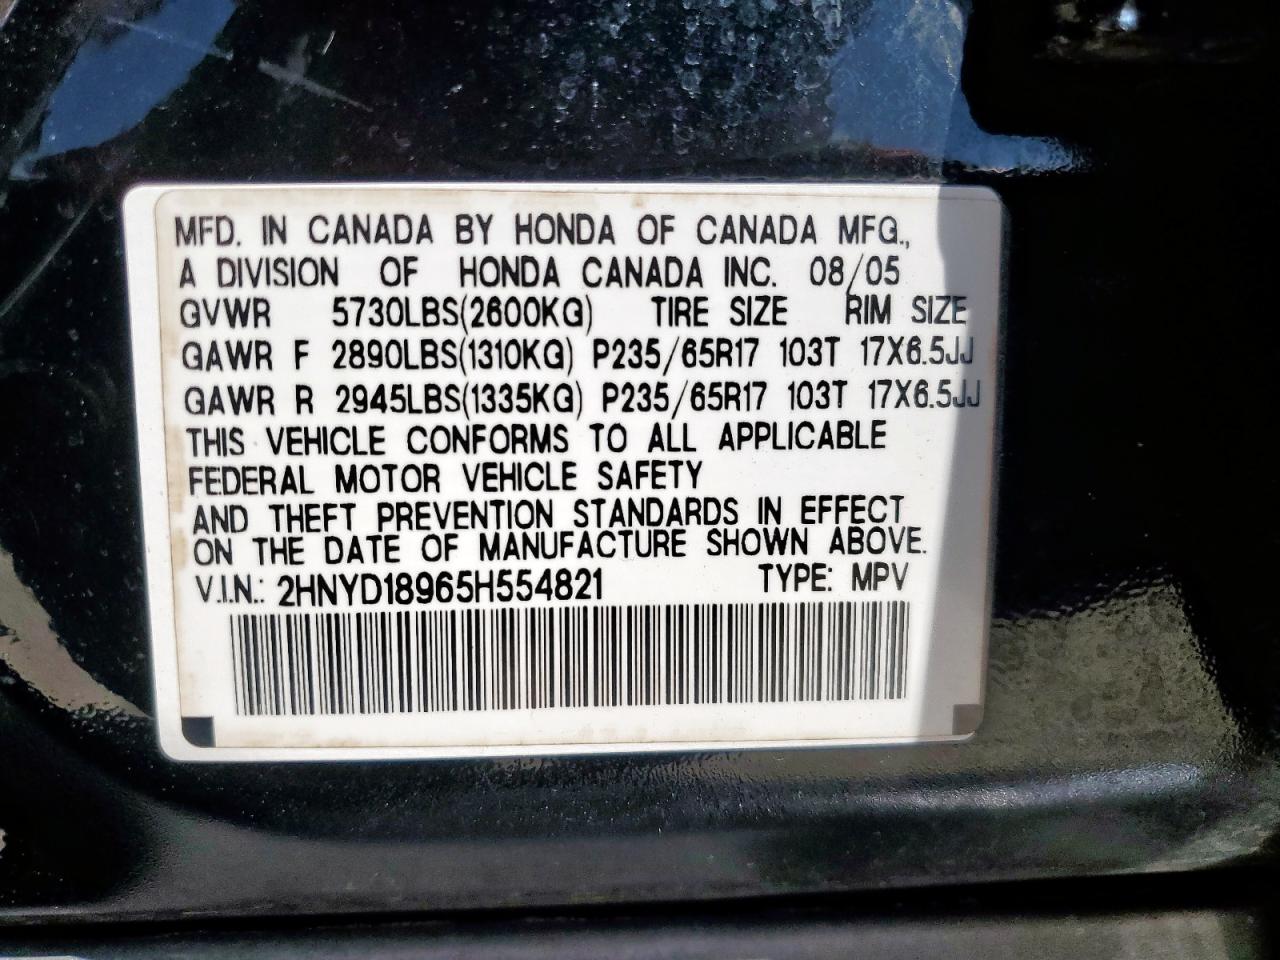 MFD. IN CANADA BY HONDA OF CANADA MFG.,
A DIVISION OF HONDA CANADA INC. 08/05
GVWR 5730LBS(2600KG) TIRE SIZE RIM SIZE
GAWR F 2890LBS(1310KG) P235/65R17 103T 17X6.5JJ
GAWR R 2945LBS(1335KG) P235/65R17 103T 17X6.5JJ
THIS VEHICLE CONFORMS TO ALL APPLICABLE
FEDERAL MOTOR VEHICLE SAFETY
AND THEFT PREVENTION STANDARDS IN EFFECT
ON THE DATE OF MANUFACTURE SHOWN ABOVE.
V.I.N.: 2HNYD18965H554821 TYPE: MPV